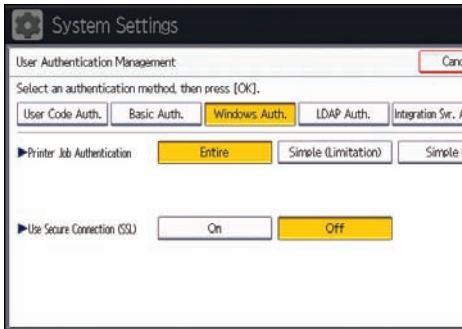 System Settings
User Authentication Management Canc
Select an authentication method, then press [OK].
User Code Auth. Basic Auth. Windows Auth. LDAP Auth. Integration Svr. A
▶Printer Job Authentication Entire Simple (Limitation) Simple
▶Use Secure Connection (SSL) On Off